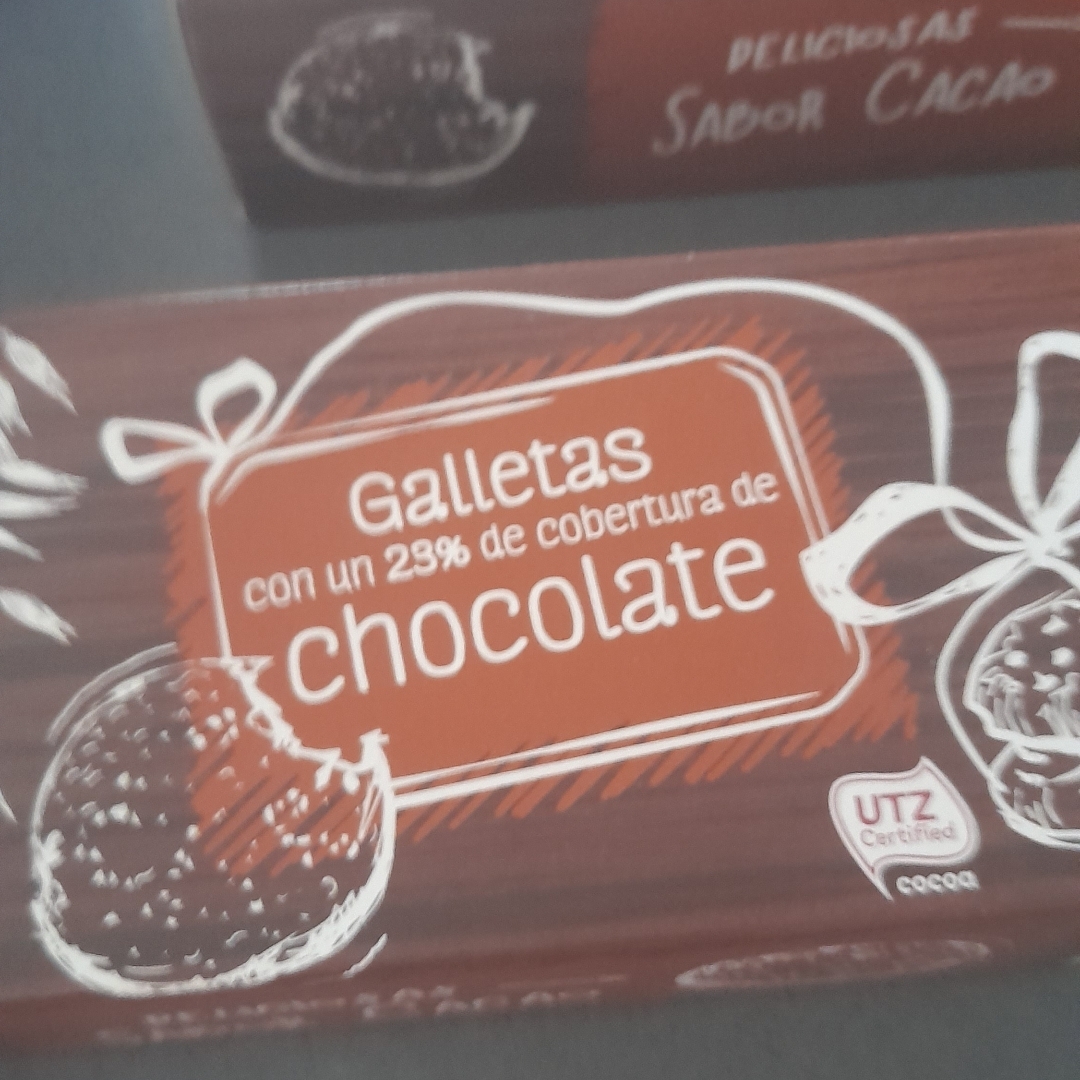 DELICIOSAS
SABOR CACAO
Galletas
con un 23% de cobertura de
chocolate
UTZ
Certified
cocoa